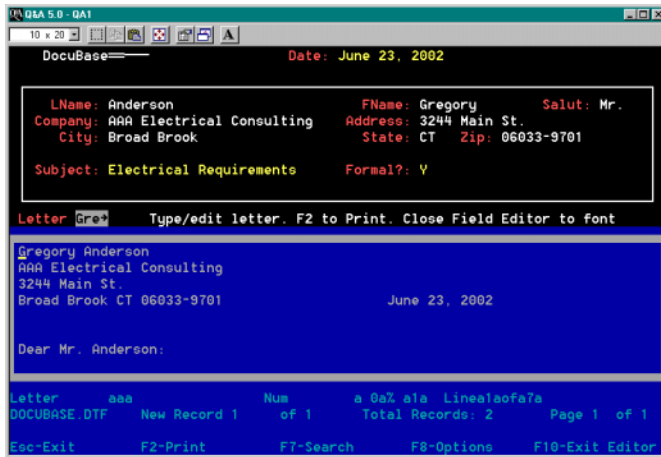 Q&A 5.0 - QA1
10 x 20 A
DocuBase Date: June 23, 2002
LName: Anderson FName: Gregory Salut: Mr.
Company: AAA Electrical Consulting Address: 3244 Main St.
City: Broad Brook State: CT Zip: 06033-9701
Subject: Electrical Requirements Formal?: Y
Letter Gre→ Type/edit letter. F2 to Print. Close Field Editor to font
Gregory Anderson
AAA Electrical Consulting
3244 Main St.
Broad Brook CT 06033-9701 June 23, 2002
Dear Mr. Anderson:
Letter aaa Num a 0a% a1a Linea1aofa7a
DOCUBASE.DTF New Record 1 of 1 Total Records: 2 Page 1 of 1
Esc-Exit F2-Print F7-Search F8-Options F10-Exit Editor